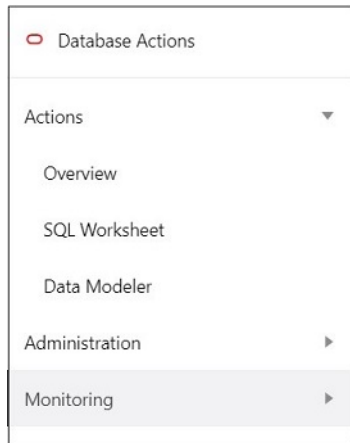 Database Actions
Actions
Overview
SQL Worksheet
Data Modeler
Administration
Monitoring